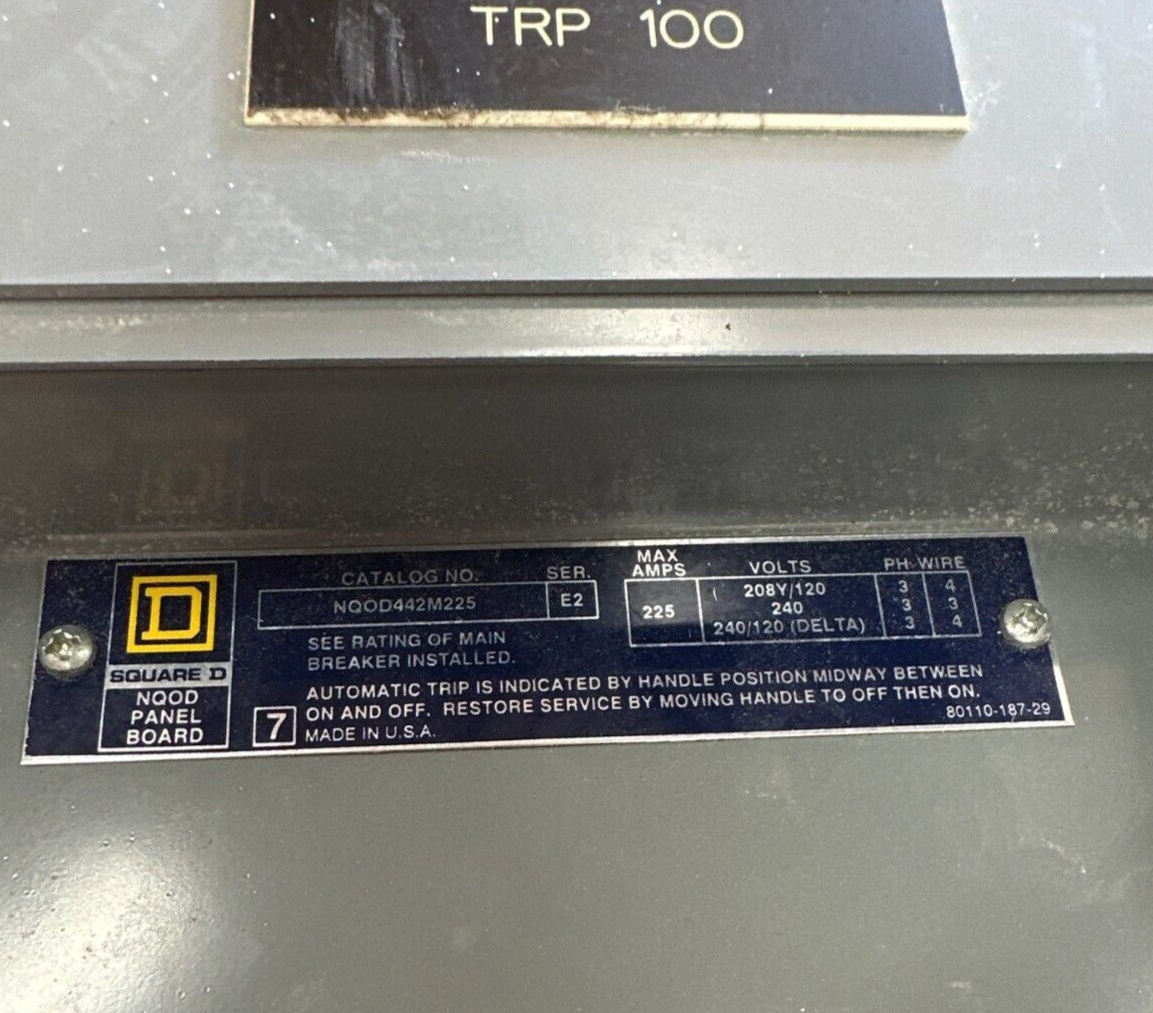 TRP 100
CATALOG NO. SER.
NQOD442M225 E2
MAX
AMPS VOLTS PH WIRE
225
208Y/120 3 4
240 3 3
240/120 (DELTA) 3 4
SEE RATING OF MAIN
BREAKER INSTALLED.
D
SQUARE D
NQOD
PANEL
BOARD
AUTOMATIC TRIP IS INDICATED BY HANDLE POSITION MIDWAY BETWEEN
ON AND OFF. RESTORE SERVICE BY MOVING HANDLE TO OFF THEN ON.
7 MADE IN U.S.A.
80110-187-29